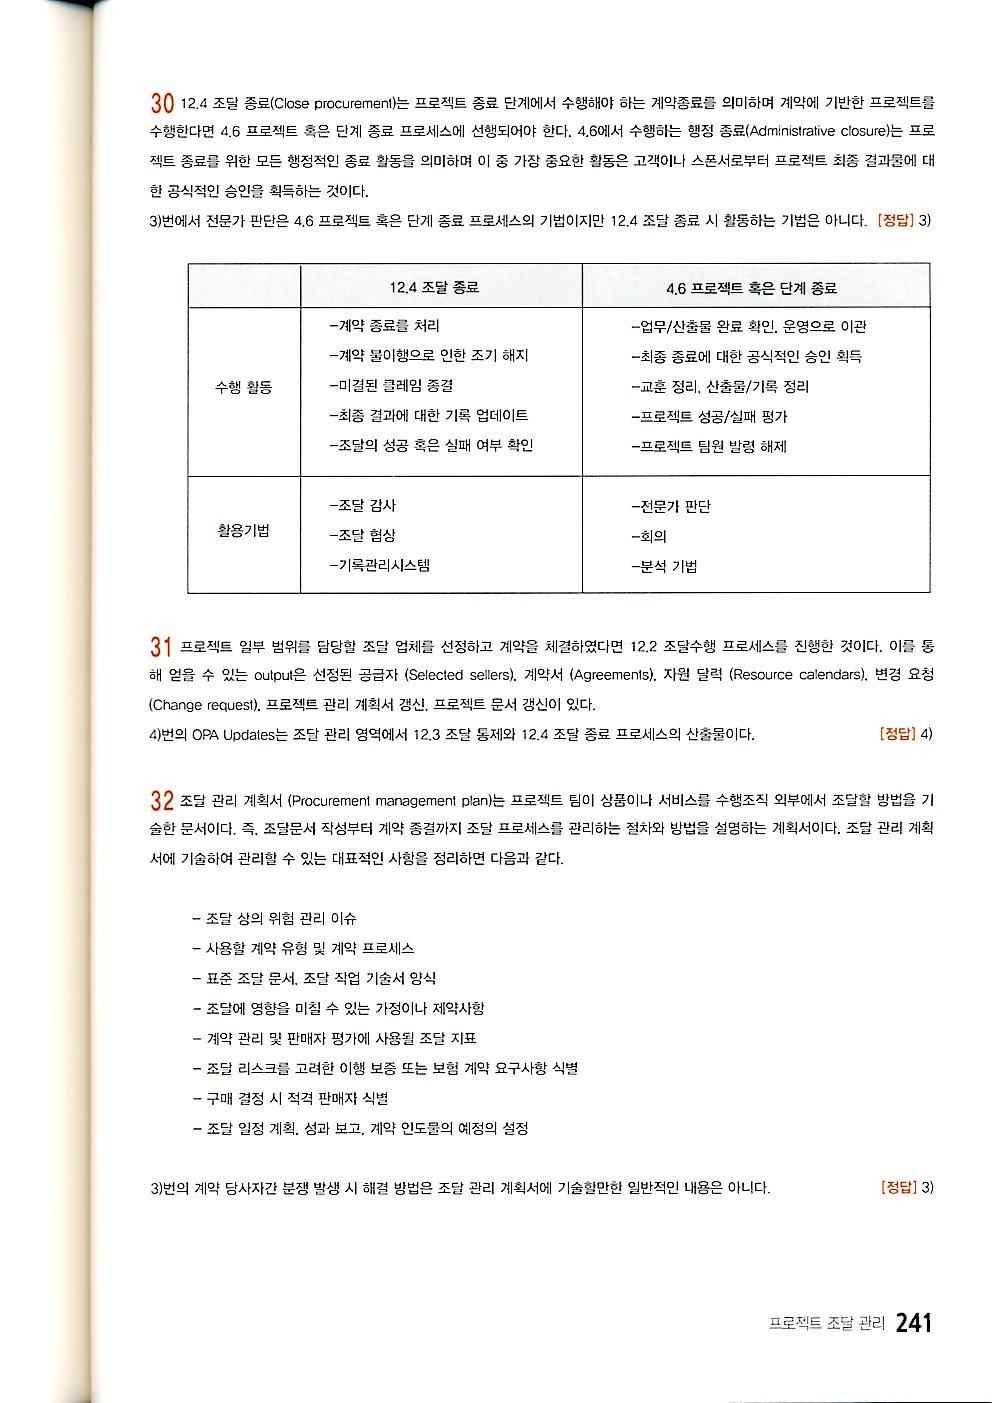 30 12.4 조달 종료(Close procurement)는 프로젝트 종료 단계에서 수행해야 하는 계약종료를 의미하며 계약에 기반한 프로젝트를
수행한다면 4.6 프로젝트 혹은 단계 종료 프로세스에 선행되어야 한다. 4.6에서 수행하는 행정 종료(Administrative closure)는 프로
젝트 종료를 위한 모든 행정적인 종료 활동을 의미하며 이 중 가장 중요한 활동은 고객이나 스폰서로부터 프로젝트 최종 결과물에 대
한 공식적인 승인을 획득하는 것이다.
3)번에서 전문가 판단은 4.6 프로젝트 혹은 단계 종료 프로세스의 기법이지만 12.4 조달 종료 시 활동하는 기법은 아니다. [정답] 3)
12.4 조달 종료
4.6 프로젝트 혹은 단계 종료
수행 활동
-계약 종료를 처리
-계약 불이행으로 인한 조기 해지
-미결된 클레임 종결
-최종 결과에 대한 기록 업데이트
-조달의 성공 혹은 실패 여부 확인
-업무/산출물 완료 확인, 운영으로 이관
-최종 종료에 대한 공식적인 승인 획득
-교훈 정리, 산출물/기록 정리
-프로젝트 성공/실패 평가
-프로젝트 팀원 발령 해제
활용기법
-조달 감사
-조달 협상
-기록관리시스템
-전문가 판단
-회의
-분석 기법
31 프로젝트 일부 범위를 담당할 조달 업체를 선정하고 계약을 체결하였다면 12.2 조달수행 프로세스를 진행한 것이다. 이를 통
해 얻을 수 있는 output은 선정된 공급자 (Selected sellers), 계약서 (Agreements), 자원 달력 (Resource calendars), 변경 요청
(Change request), 프로젝트 관리 계획서 갱신, 프로젝트 문서 갱신이 있다.
4)번의 OPA Updates는 조달 관리 영역에서 12.3 조달 통제와 12.4 조달 종료 프로세스의 산출물이다. [정답] 4)
32 조달 관리 계획서 (Procurement management plan)는 프로젝트 팀이 상품이나 서비스를 수행조직 외부에서 조달할 방법을 기
술한 문서이다. 즉, 조달문서 작성부터 계약 종결까지 조달 프로세스를 관리하는 절차와 방법을 설명하는 계획서이다. 조달 관리 계획
서에 기술하여 관리할 수 있는 대표적인 사항을 정리하면 다음과 같다.
- 조달 상의 위험 관리 이슈
- 사용할 계약 유형 및 계약 프로세스
- 표준 조달 문서, 조달 작업 기술서 양식
- 조달에 영향을 미칠 수 있는 가정이나 제약사항
- 계약 관리 및 판매자 평가에 사용될 조달 지표
- 조달 리스크를 고려한 이행 보증 또는 보험 계약 요구사항 식별
- 구매 결정 시 적격 판매자 식별
- 조달 일정 계획, 성과 보고, 계약 인도물의 예정의 설정
3)번의 계약 당사자간 분쟁 발생 시 해결 방법은 조달 관리 계획서에 기술할만한 일반적인 내용은 아니다. [정답] 3)
프로젝트 조달 관리 241